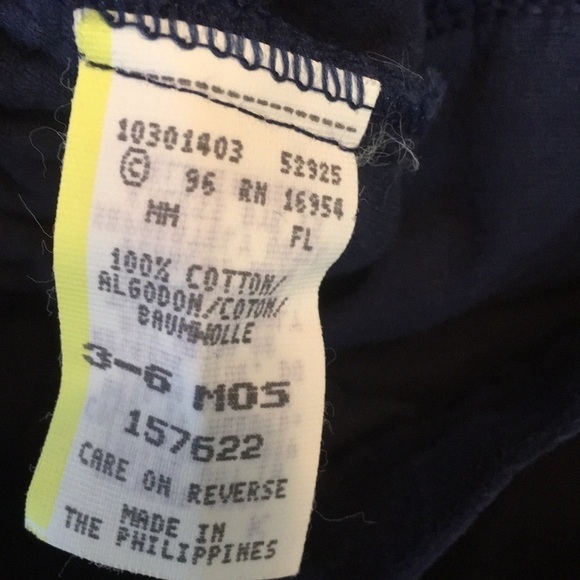 10301403 52925
© 96 RN 16954
MM FL
100% COTTON/
ALGODON/COTON/
BAUMWOLLE
3-6 MOS
157622
CARE ON REVERSE
MADE IN
THE PHILIPPINES